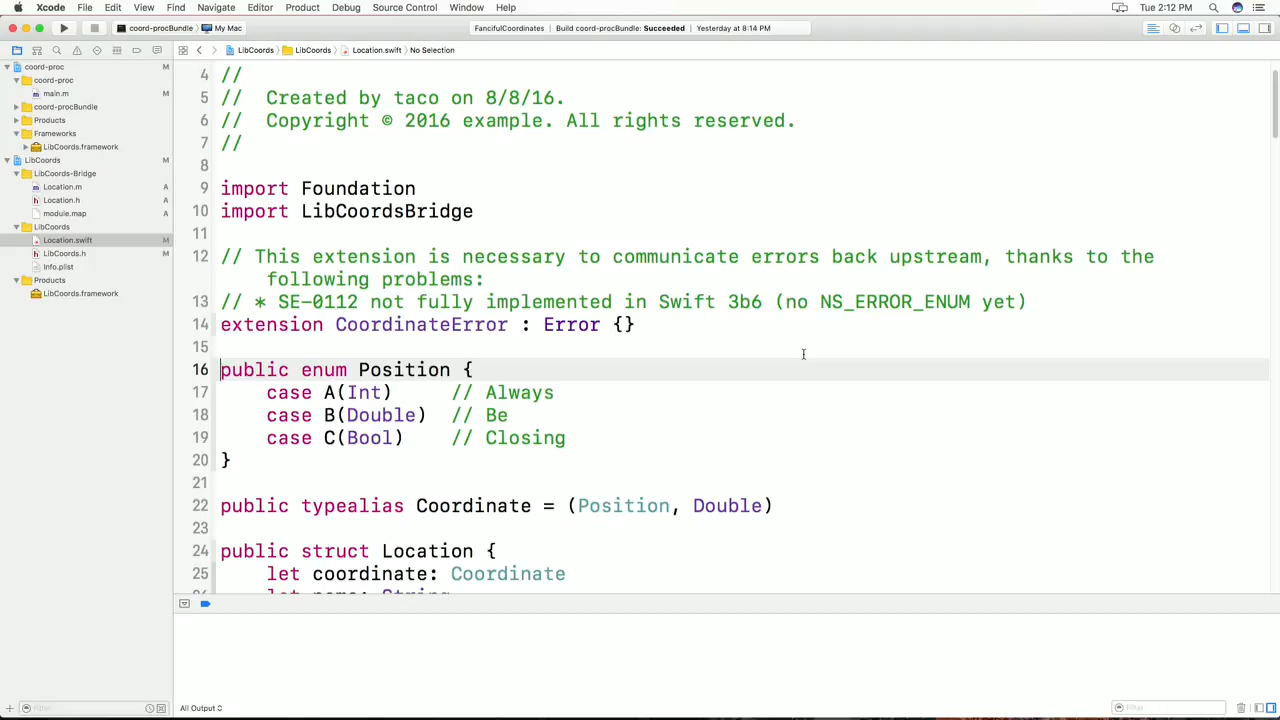 Xcode File Edit View Find Navigate Editor Product Debug Source Control Window Help Tue 2:12 PM
coord-procBundle My Mac FancifulCoordinates Build coord-procBundle: Succeeded Yesterday at 8:14 PM
LibCoords LibCoords Location.swift No Selection
coord-proc M
coord-proc
main.m M
coord-procBundle
Products
Frameworks
LibCoords.framework
LibCoords M
LibCoords-Bridge
Location.m A
Location.h A
module.map A
LibCoords
Location.swift M
LibCoords.h M
Info.plist
Products
LibCoords.framework
4 //
5 //  Created by taco on 8/8/16.
6 //  Copyright © 2016 example. All rights reserved.
7 //
8
9 import Foundation
10 import LibCoordsBridge
11
12 // This extension is necessary to communicate errors back upstream, thanks to the
following problems:
13 // * SE-0112 not fully implemented in Swift 3b6 (no NS_ERROR_ENUM yet)
14 extension CoordinateError : Error {}
15
16 public enum Position {
17     case A(Int)     // Always
18     case B(Double)  // Be
19     case C(Bool)    // Closing
20 }
21
22 public typealias Coordinate = (Position, Double)
23
24 public struct Location {
25     let coordinate: Coordinate
26     let name: String
Filter
All Output
Filter